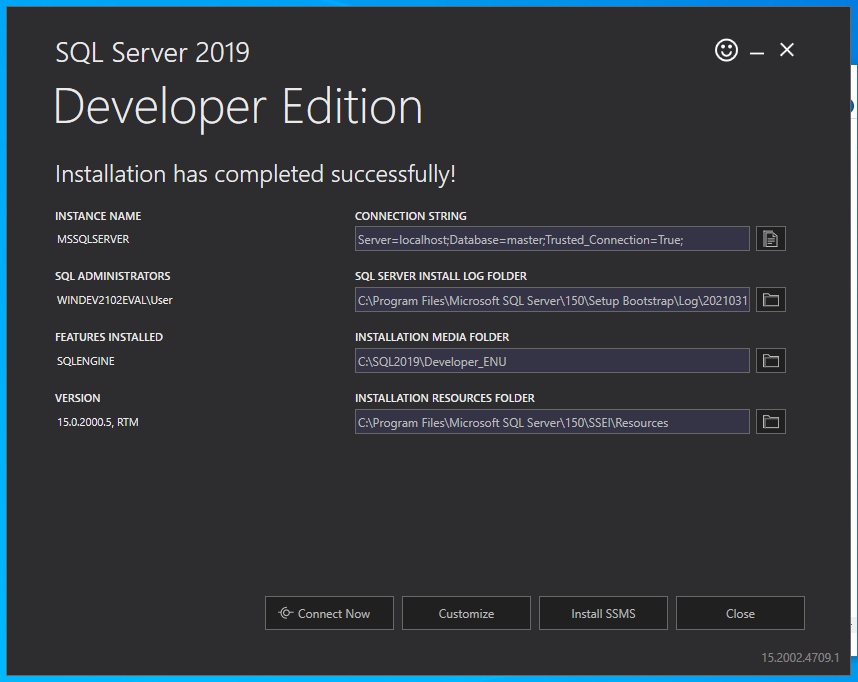 SQL Server 2019
Developer Edition
Installation has completed successfully!
INSTANCE NAME
MSSQLSERVER
CONNECTION STRING
Server=localhost;Database=master;Trusted_Connection=True;
SQL ADMINISTRATORS
WINDEV2102EVAL\User
SQL SERVER INSTALL LOG FOLDER
C:\Program Files\Microsoft SQL Server\150\Setup Bootstrap\Log\2021031
FEATURES INSTALLED
SQLENGINE
INSTALLATION MEDIA FOLDER
C:\SQL2019\Developer_ENU
VERSION
15.0.2000.5, RTM
INSTALLATION RESOURCES FOLDER
C:\Program Files\Microsoft SQL Server\150\SSEI\Resources
Connect Now
Customize
Install SSMS
Close
15.2002.4709.1